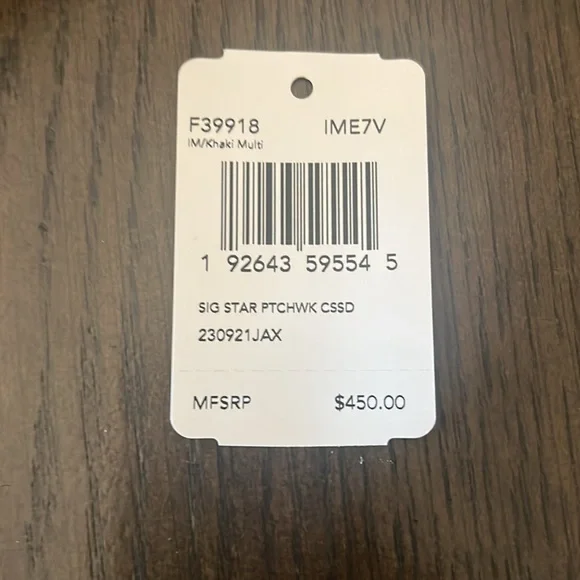 F39918 IME7V
IM/Khaki Multi
1 92643 59554 5
SIG STAR PTCHWK CSSD
230921JAX
MFSRP $450.00